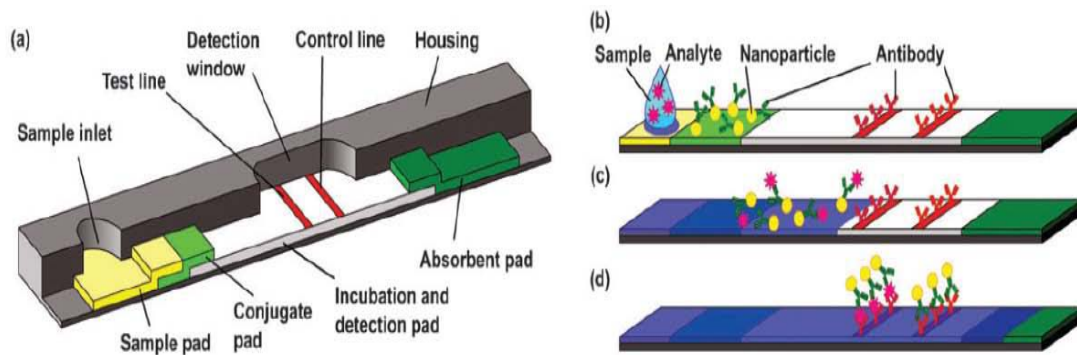 (a)
Detection
window
Control line
Housing
Test line
Sample inlet
Absorbent pad
Incubation and
detection pad
Conjugate
pad
Sample pad
(b)
Sample
Analyte
Nanoparticle
Antibody
(c)
(d)